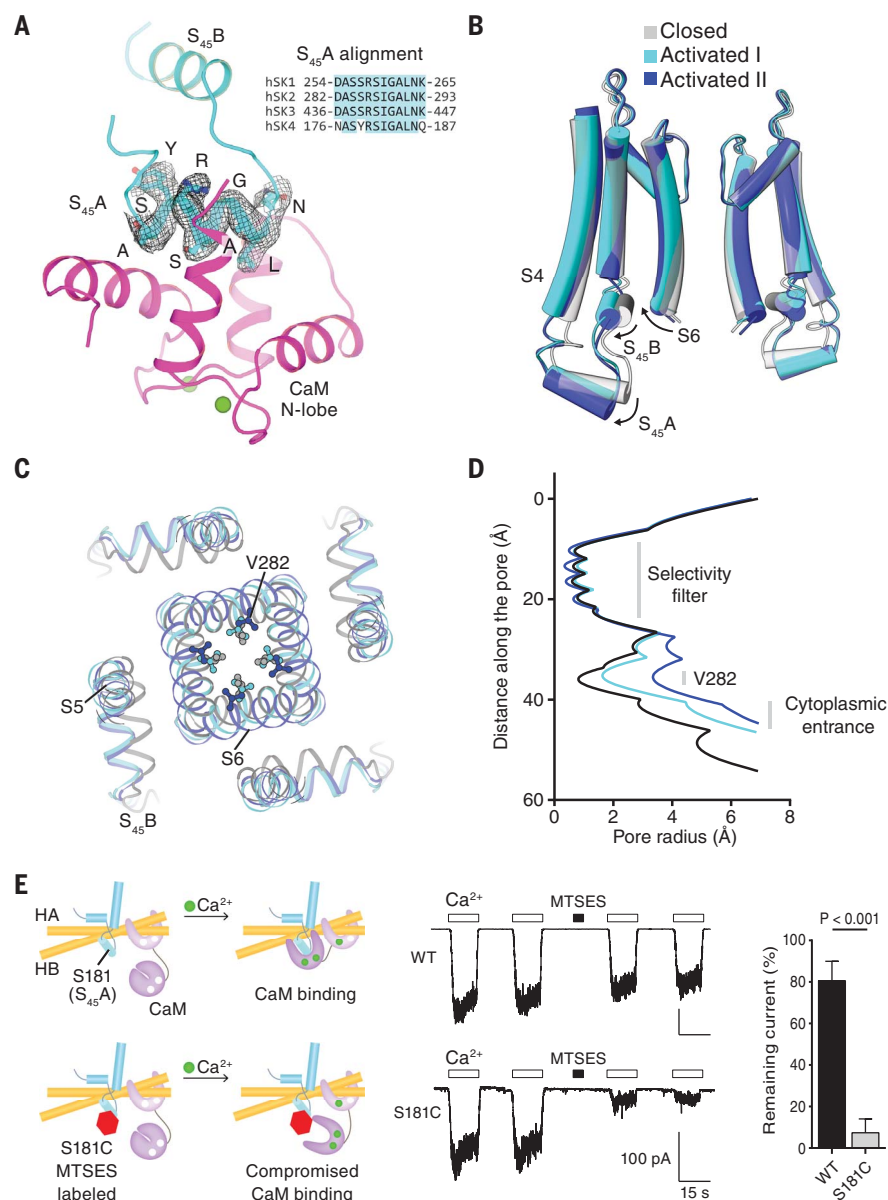 A
S45B
S45A alignment
hSK1 254-DASSRSIGALNK-265
hSK2 282-DASSRSIGALNK-293
hSK3 436-DASSRSIGALNK-447
hSK4 176-NASYRSIGALNQ-187
Y
R
G
S45A
S
N
A
S
A
L
CaM
N-lobe
B
Closed
Activated I
Activated II
S4
S6
S45B
S45A
C
V282
S5
S6
S45B
D
0
20
40
60
Distance along the pore (Å)
Selectivity
filter
V282
Cytoplasmic
entrance
0 2 4 6 8
Pore radius (Å)
E
HA
HB
Ca2+
S181
(S45A)
CaM
CaM binding
Ca2+
S181C
MTSES
labeled
Compromised
CaM binding
Ca2+
MTSES
WT
Ca2+
MTSES
S181C
100 pA
15 s
P < 0.001
Remaining current (%)
100
80
60
40
20
0
WT
S181C